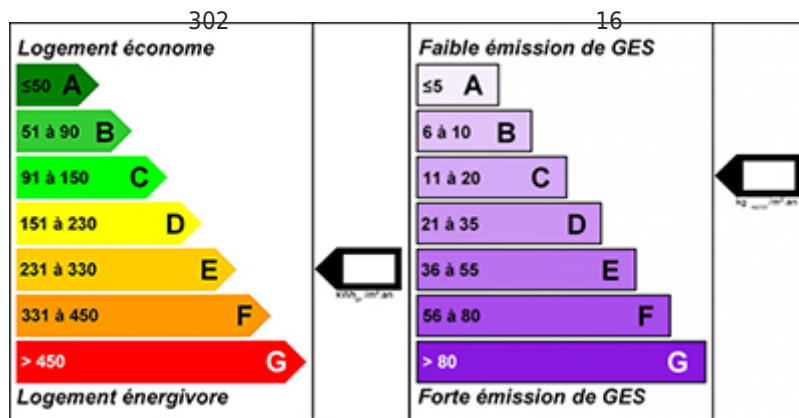 302
Logement économe
≤50 A
51 à 90 B
91 à 150 C
151 à 230 D
231 à 330 E
331 à 450 F
> 450 G
Logement énergivore
16
Faible émission de GES
≤5 A
6 à 10 B
11 à 20 C
21 à 35 D
36 à 55 E
56 à 80 F
> 80 G
Forte émission de GES